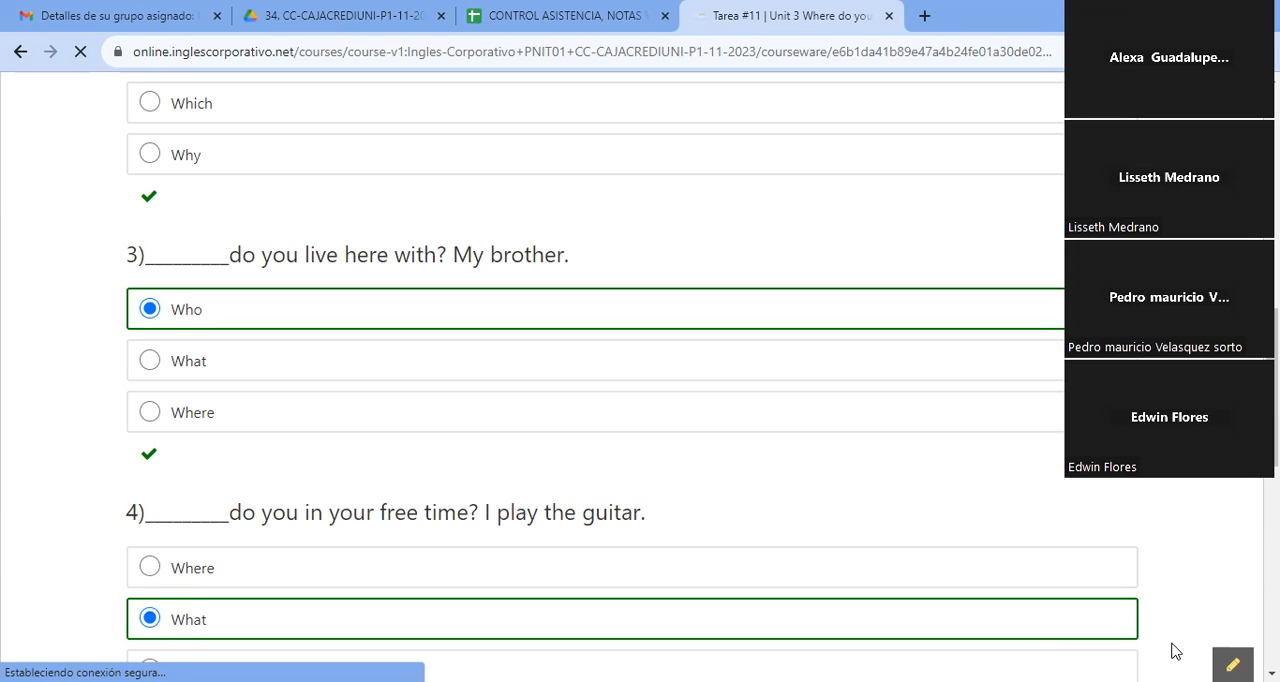 Detalles de su grupo asignado:
34. CC-CAJACREDIUNI-P1-11-20
CONTROL ASISTENCIA, NOTAS
Tarea #11 | Unit 3 Where do you
online.inglescorporativo.net/courses/course-v1:Ingles-Corporativo+PNIT01+CC-CAJACREDIUNI-P1-11-2023/courseware/e6b1da41b89e47a4b24fe01a30de02...
Alexa Guadalupe...
Which
Why
Lisseth Medrano
Lisseth Medrano
3)________do you live here with? My brother.
Who
Pedro mauricio V...
Pedro mauricio Velasquez sorto
What
Where
Edwin Flores
Edwin Flores
4)________do you in your free time? I play the guitar.
Where
What
Estableciendo conexión segura...